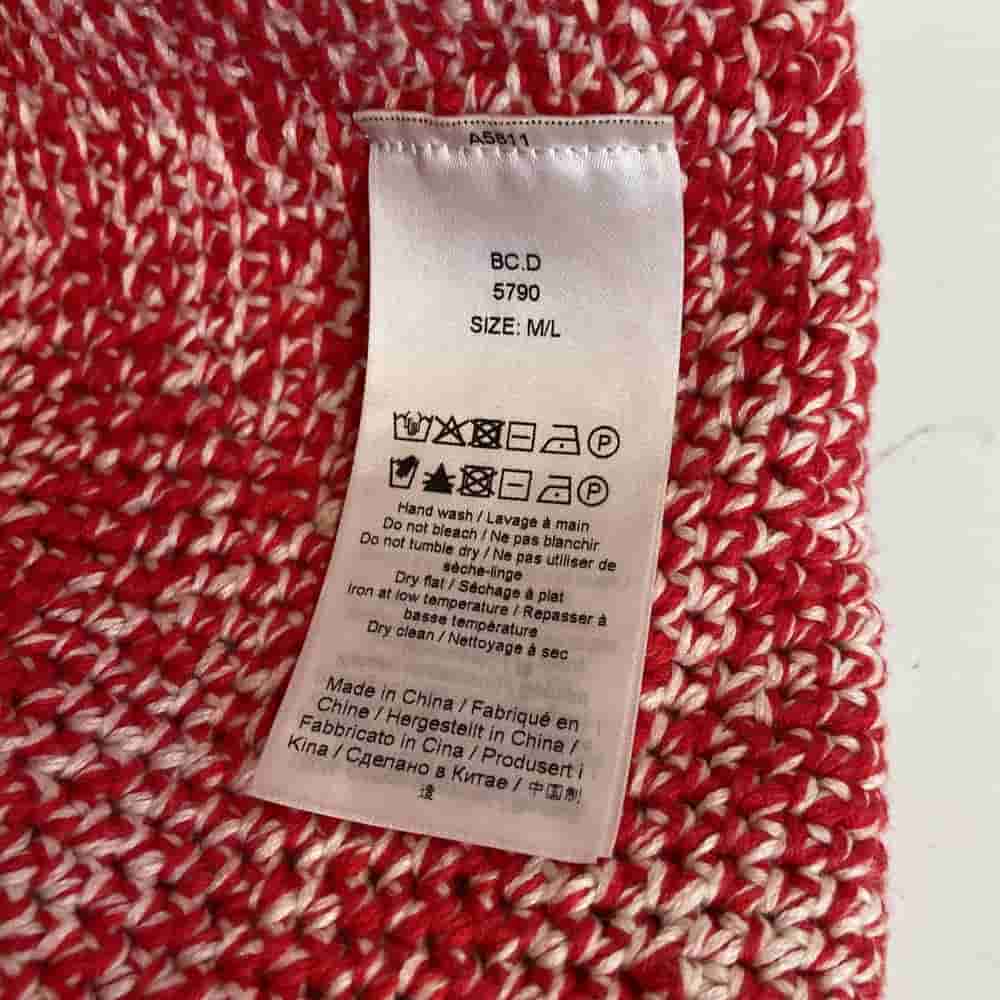 A5811
BC.D
5790
SIZE: M/L
P
P
Hand wash / Lavage à main
Do not bleach / Ne pas blanchir
Do not tumble dry / Ne pas utiliser de
sèche-linge
Dry flat / Séchage à plat
Iron at low temperature / Repasser à
basse température
Dry clean / Nettoyage à sec
Made in China / Fabriqué en
Chine / Hergestellt in China /
Fabbricato in Cina / Produsert i
Kina / Сделано в Китае / 中国制
造